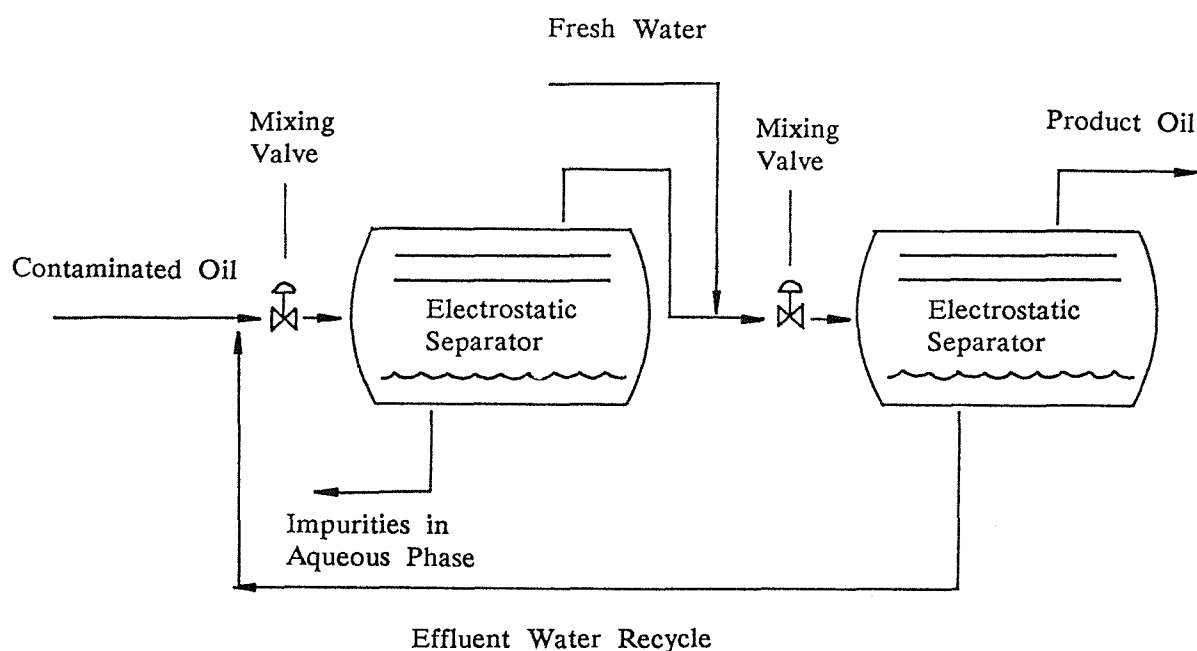 Fresh Water
Mixing
Valve
Mixing
Valve
Product Oil
Contaminated Oil
Electrostatic
Separator
Electrostatic
Separator
Impurities in
Aqueous Phase
Effluent Water Recycle